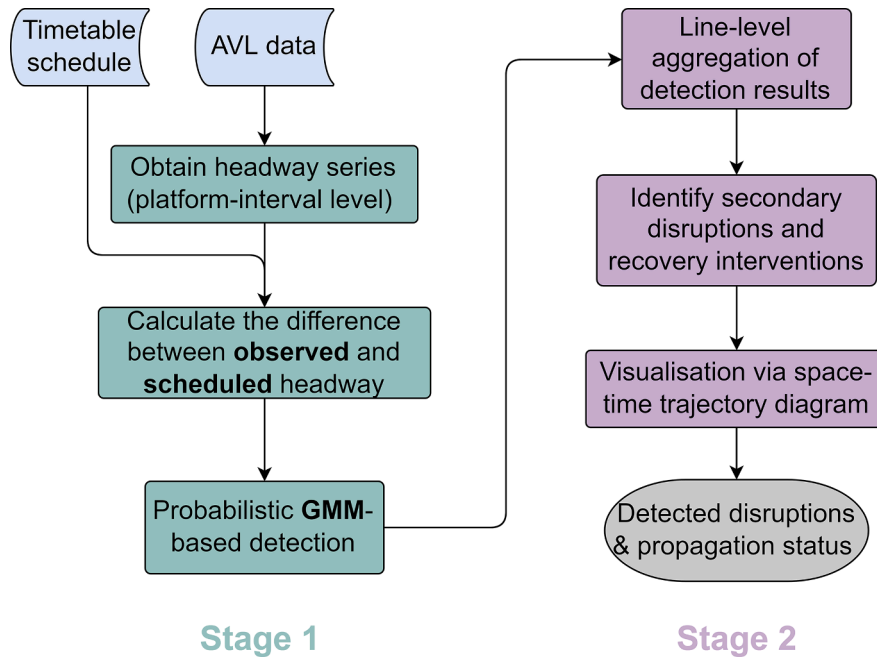 Timetable
schedule
AVL data
Obtain headway series
(platform-interval level)
Calculate the difference
between observed and
scheduled headway
Probabilistic GMM-
based detection
Stage 1
Line-level
aggregation of
detection results
Identify secondary
disruptions and
recovery interventions
Visualisation via space-
time trajectory diagram
Detected disruptions
& propagation status
Stage 2